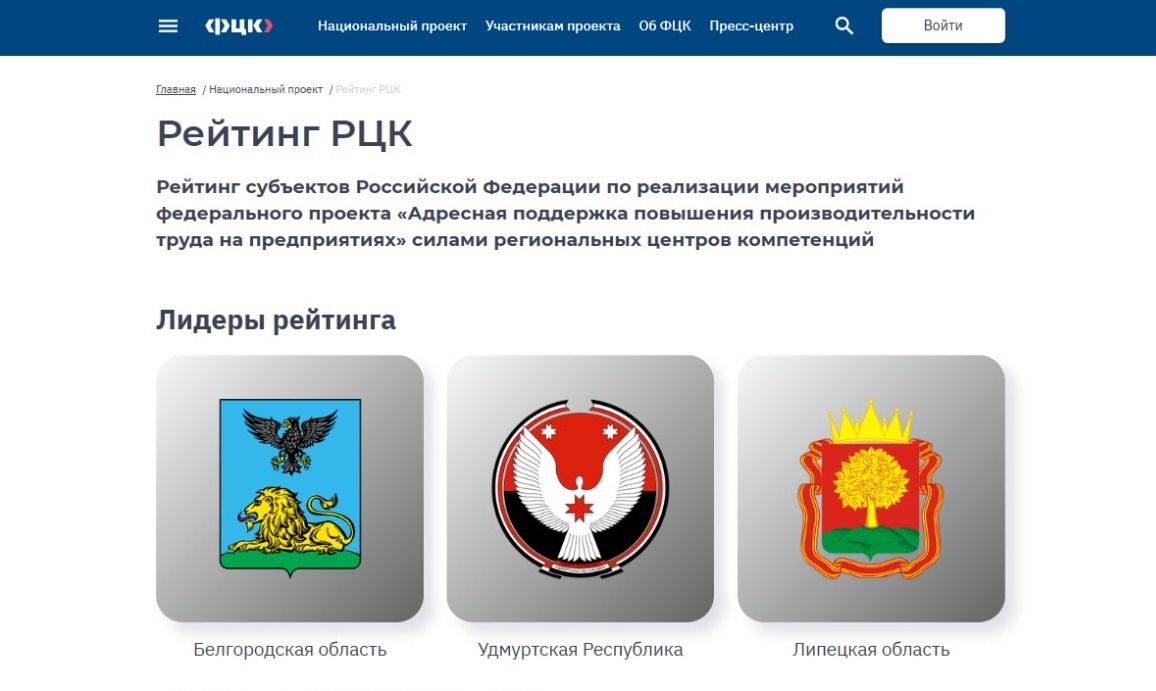 ФЦК Национальный проект Участникам проекта Об ФЦК Пресс-центр Войти
Главная / Национальный проект / Рейтинг РЦК
Рейтинг РЦК
Рейтинг субъектов Российской Федерации по реализации мероприятий
федерального проекта «Адресная поддержка повышения производительности
труда на предприятиях» силами региональных центров компетенций
Лидеры рейтинга
Белгородская область Удмуртская Республика Липецкая область